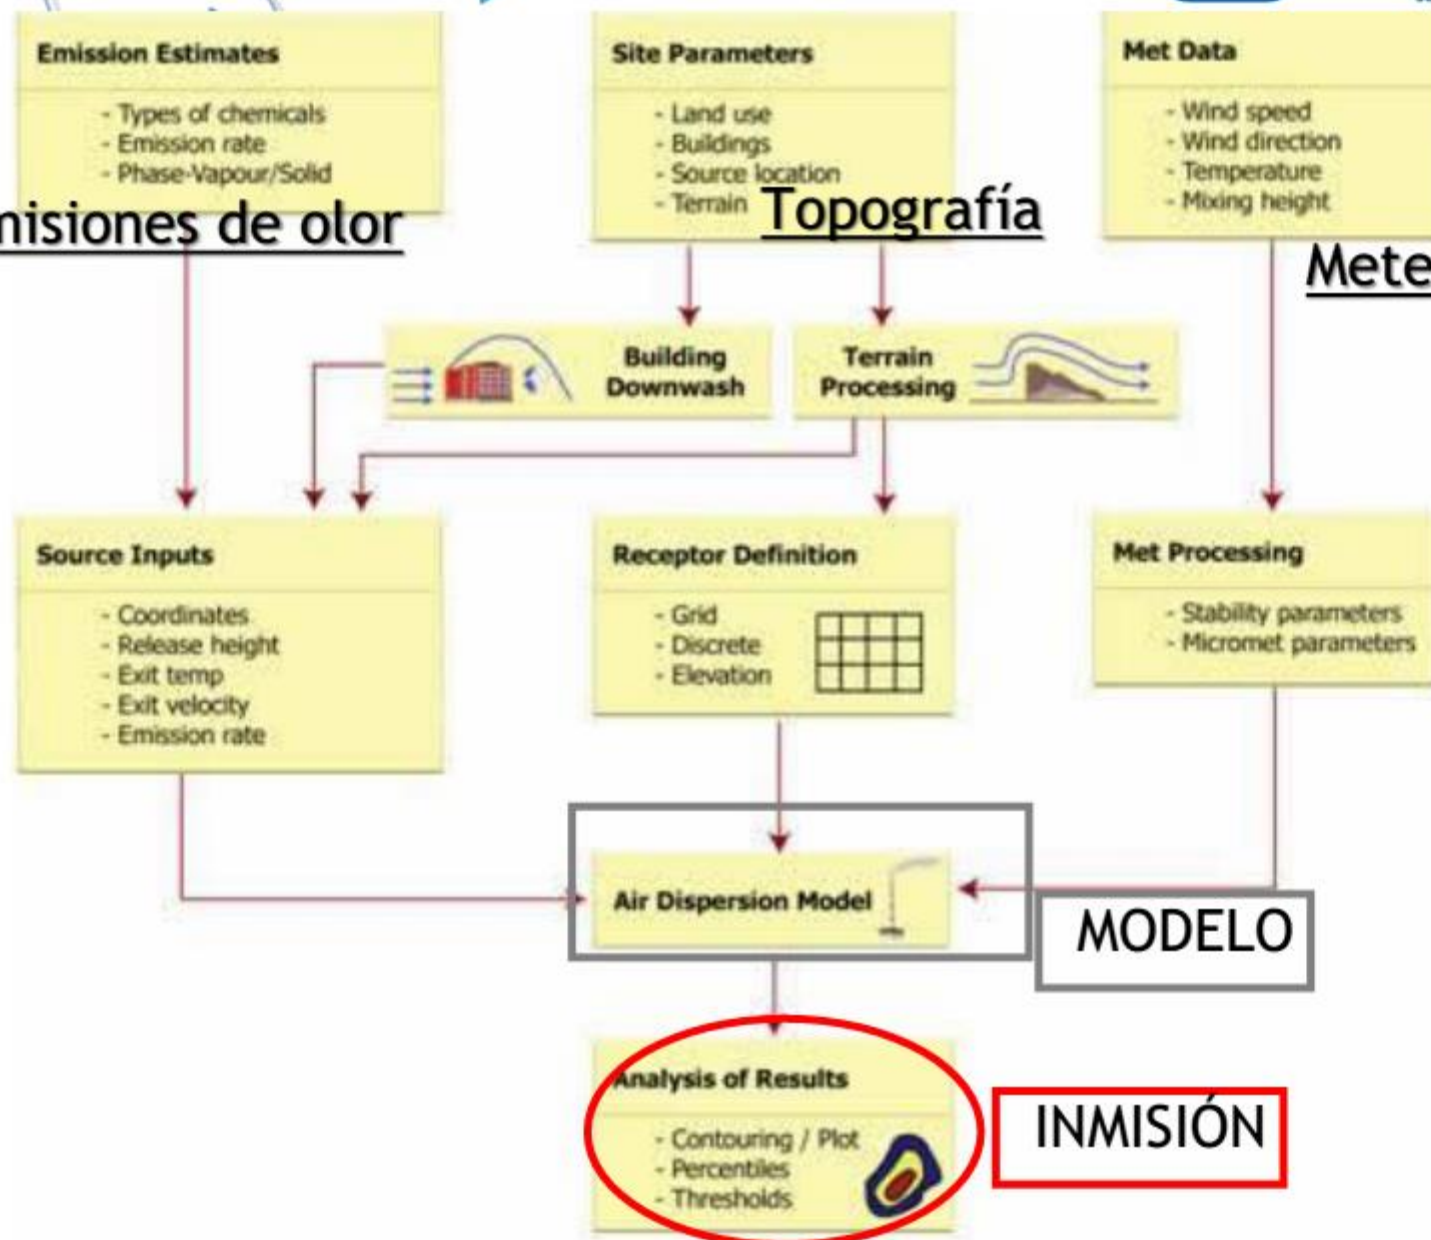 Emission Estimates
- Types of chemicals
- Emission rate
- Phase-Vapour/Solid
misiones de olor
Site Parameters
- Land use
- Buildings
- Source location
- Terrain
Topografía
Met Data
- Wind speed
- Wind direction
- Temperature
- Mixing height
Mete
Building
Downwash
Terrain
Processing
Source Inputs
- Coordinates
- Release height
- Exit temp
- Exit velocity
- Emission rate
Receptor Definition
- Grid
- Discrete
- Elevation
Met Processing
- Stability parameters
- Micromet parameters
Air Dispersion Model
MODELO
Analysis of Results
- Contouring / Plot
- Percentiles
- Thresholds
INMISIÓN